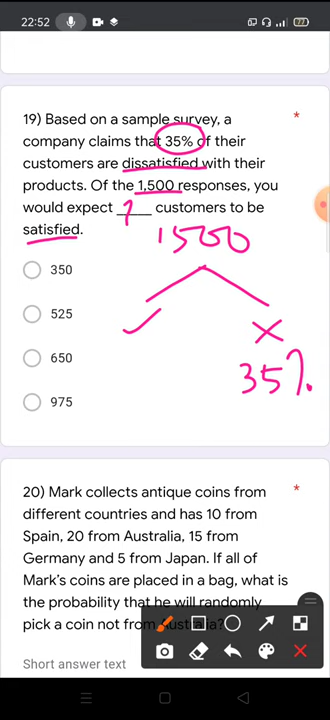 22:52
77
19) Based on a sample survey, a *
company claims that 35% of their
customers are dissatisfied with their
products. Of the 1,500 responses, you
would expect ____ customers to be
?
satisfied.
1500
350
525
35%
650
975
20) Mark collects antique coins from *
different countries and has 10 from
Spain, 20 from Australia, 15 from
Germany and 5 from Japan. If all of
Mark's coins are placed in a bag, what is
the probability that he will randomly
pick a coin not from Australia?
Short answer text